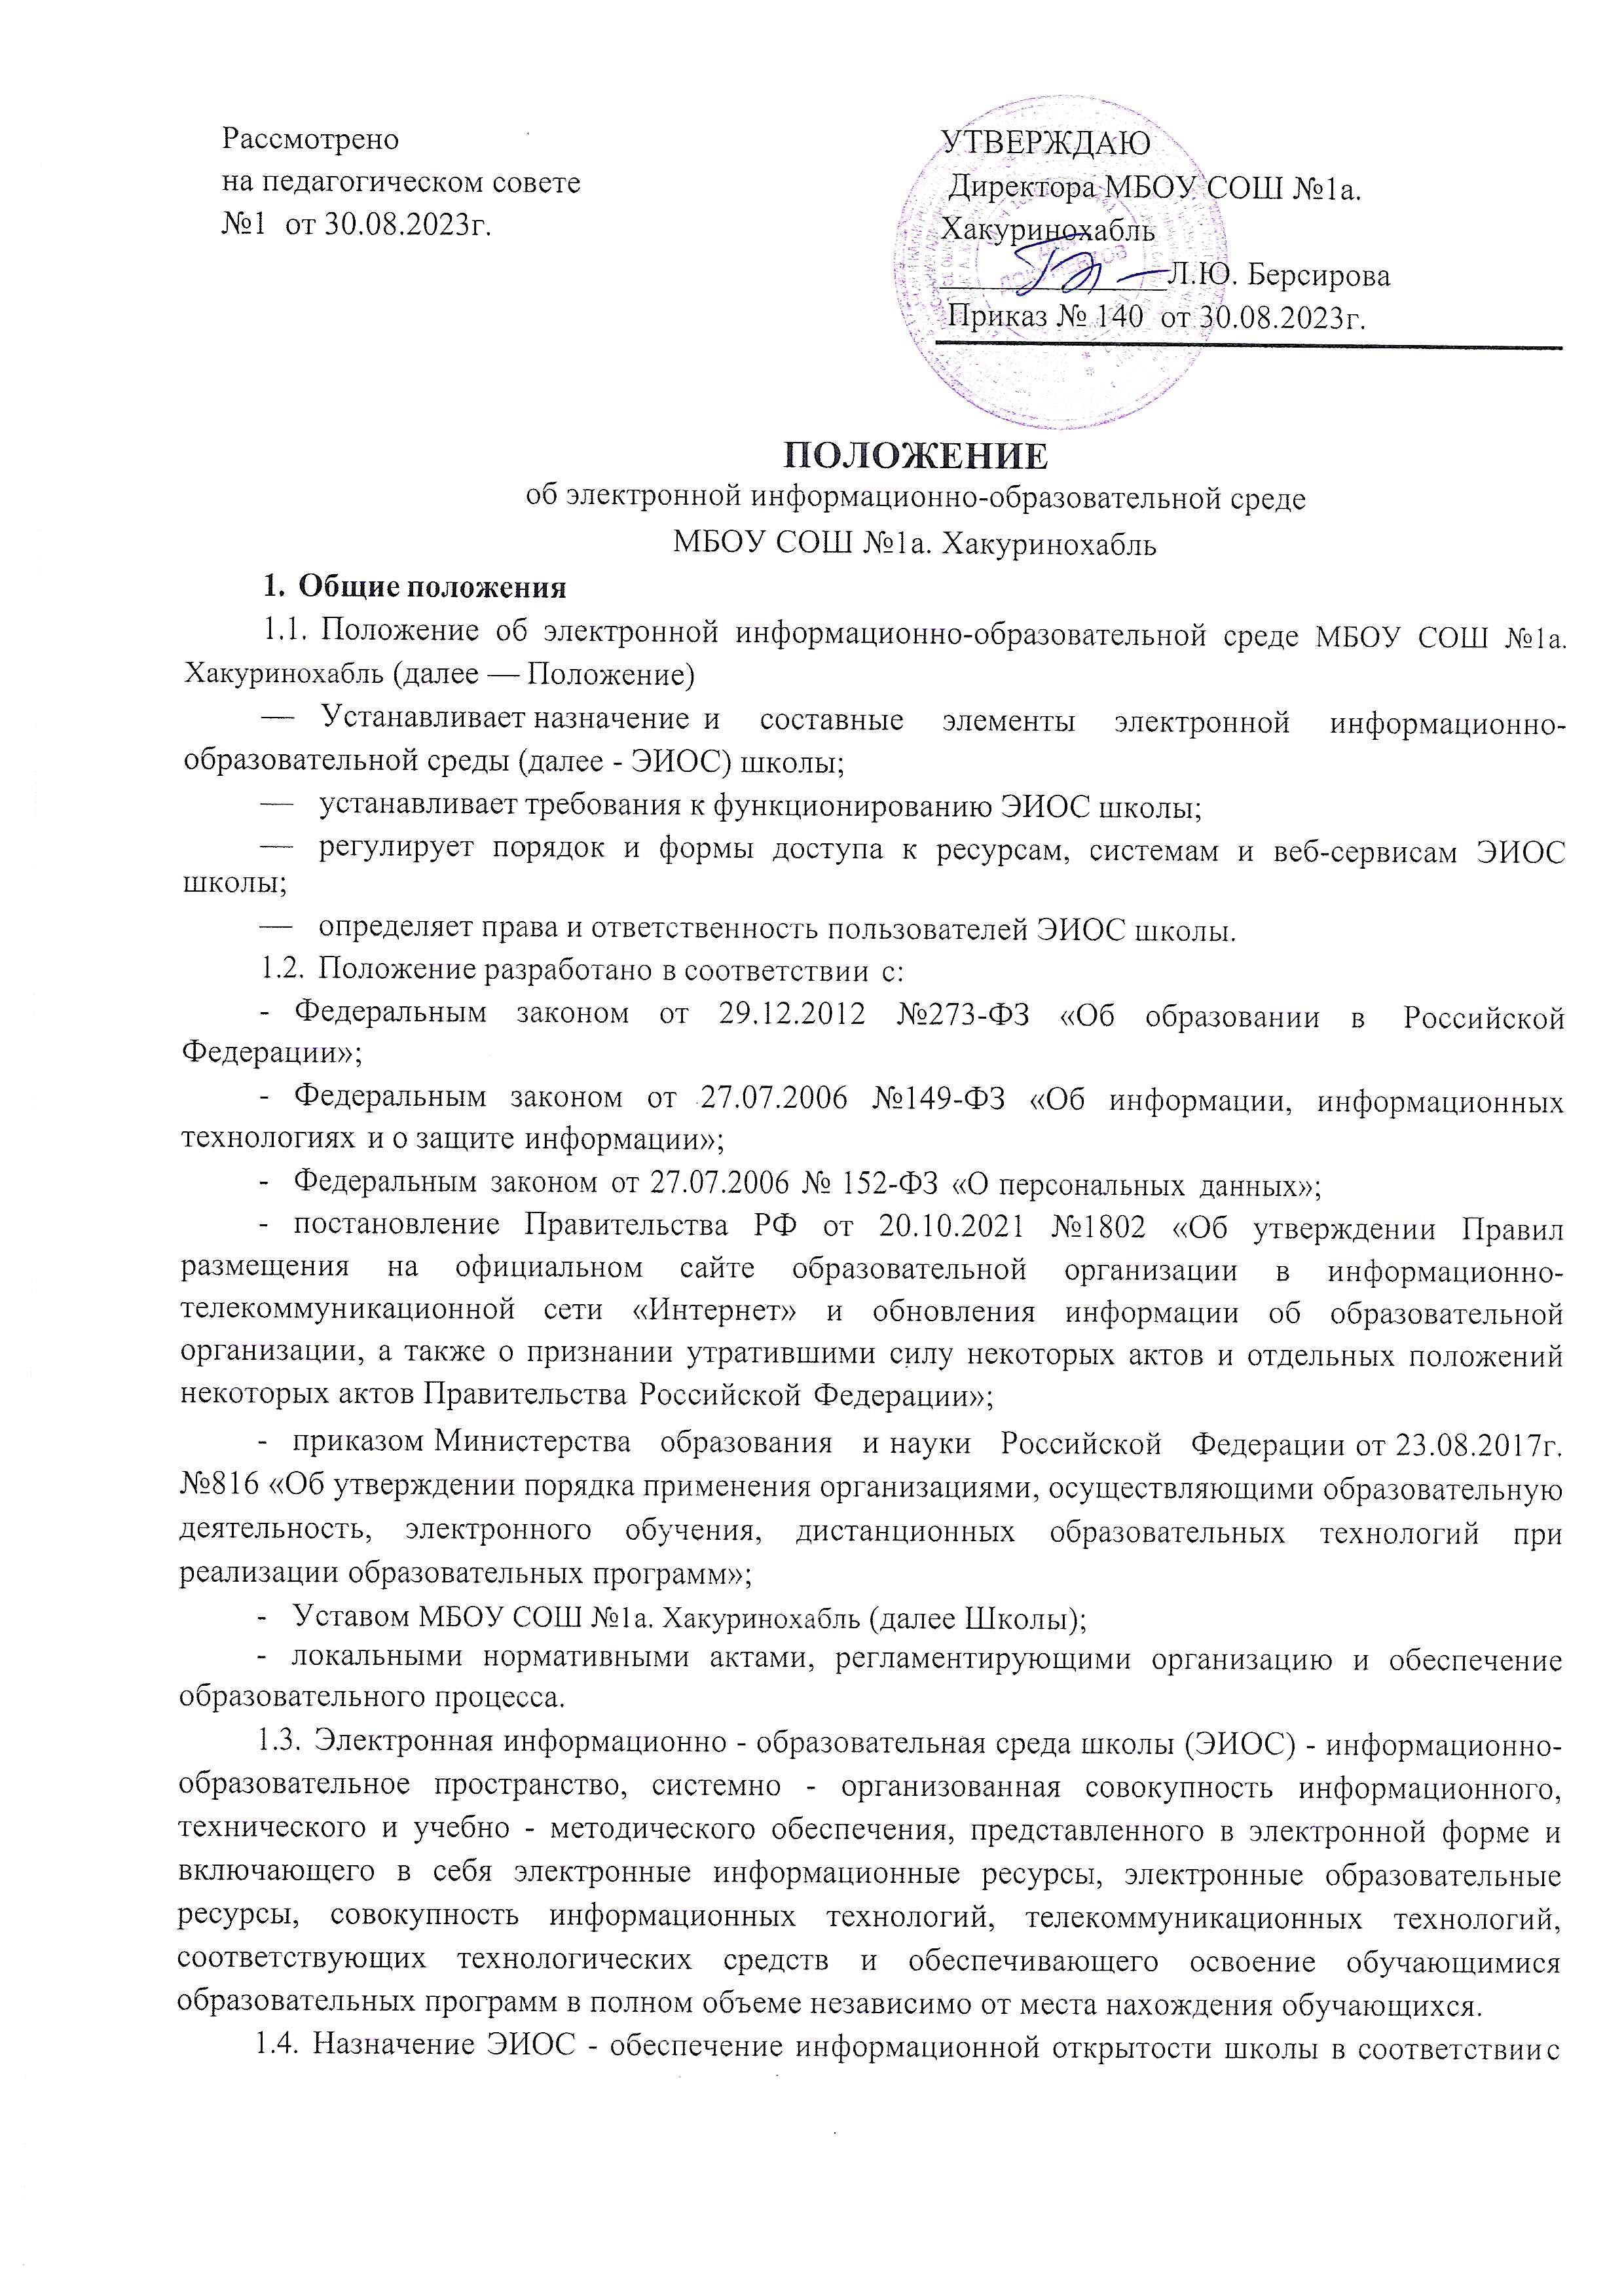 Рассмотрено
на педагогическом совете
№1 от 30.08.2023г.
УТВЕРЖДАЮ
Директора МБОУ СОШ №1а.
Хакуринохабль
Л.Ю. Берсирова
Приказ № 140 от 30.08.2023г.
ПОЛОЖЕНИЕ
об электронной информационно-образовательной среде
МБОУ СОШ №1а. Хакуринохабль
1. Общие положения
1.1. Положение об электронной информационно-образовательной среде МБОУ СОШ №1а.
Хакуринохабль (далее — Положение)
— Устанавливает назначение и составные элементы электронной информационно-
образовательной среды (далее - ЭИОС) школы;
— устанавливает требования к функционированию ЭИОС школы;
— регулирует порядок и формы доступа к ресурсам, системам и веб-сервисам ЭИОС
школы;
— определяет права и ответственность пользователей ЭИОС школы.
1.2. Положение разработано в соответствии с:
- Федеральным законом от 29.12.2012 №273-ФЗ «Об образовании в Российской
Федерации»;
- Федеральным законом от 27.07.2006 №149-ФЗ «Об информации, информационных
технологиях и о защите информации»;
- Федеральным законом от 27.07.2006 № 152-ФЗ «О персональных данных»;
- постановление Правительства РФ от 20.10.2021 №1802 «Об утверждении Правил
размещения на официальном сайте образовательной организации в информационно-
телекоммуникационной сети «Интернет» и обновления информации об образовательной
организации, а также о признании утратившими силу некоторых актов и отдельных положений
некоторых актов Правительства Российской Федерации»;
- приказом Министерства образования и науки Российской Федерации от 23.08.2017г.
№816 «Об утверждении порядка применения организациями, осуществляющими образовательную
деятельность, электронного обучения, дистанционных образовательных технологий при
реализации образовательных программ»;
- Уставом МБОУ СОШ №1а. Хакуринохабль (далее Школы);
- локальными нормативными актами, регламентирующими организацию и обеспечение
образовательного процесса.
1.3. Электронная информационно - образовательная среда школы (ЭИОС) - информационно-
образовательное пространство, системно - организованная совокупность информационного,
технического и учебно - методического обеспечения, представленного в электронной форме и
включающего в себя электронные информационные ресурсы, электронные образовательные
ресурсы, совокупность информационных технологий, телекоммуникационных технологий,
соответствующих технологических средств и обеспечивающего освоение обучающимися
образовательных программ в полном объеме независимо от места нахождения обучающихся.
1.4. Назначение ЭИОС - обеспечение информационной открытости школы в соответствии с